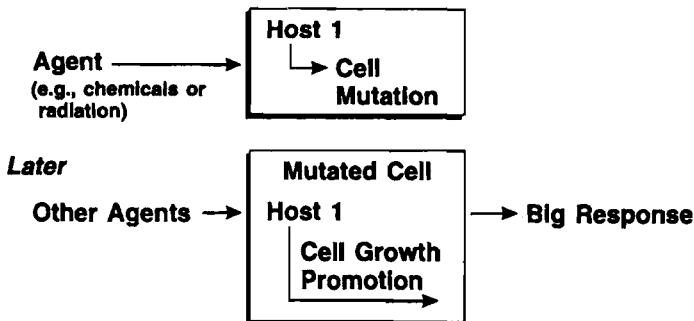 Host 1
Agent
Cell
(e.g., chemicals or
Mutation
radiation)
Later
Mutated Cell
Other Agents
Host 1
Big Response
Cell Growth
Promotion